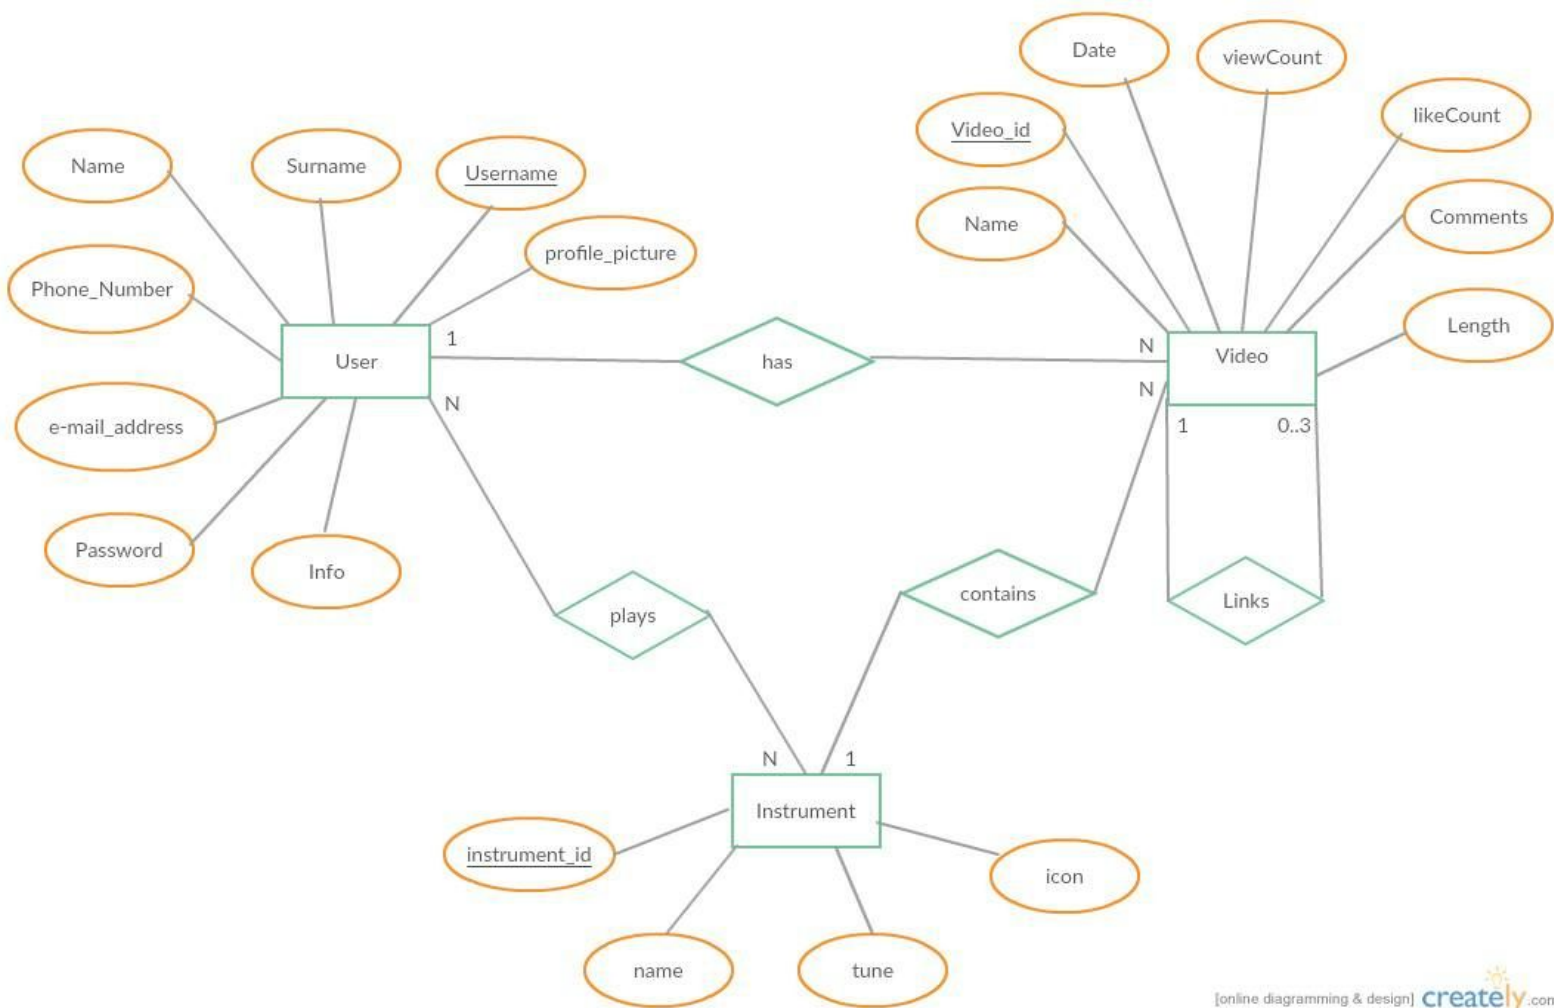 Date
viewCount
likeCount
Video_id
Name
Surname
Username
Name
Comments
profile_picture
Phone_Number
Length
1
N
User
has
Video
N
N
e-mail_address
1
0..3
Password
Info
plays
contains
Links
N
1
Instrument
instrument_id
icon
name
tune
[online diagramming & design] creately.com